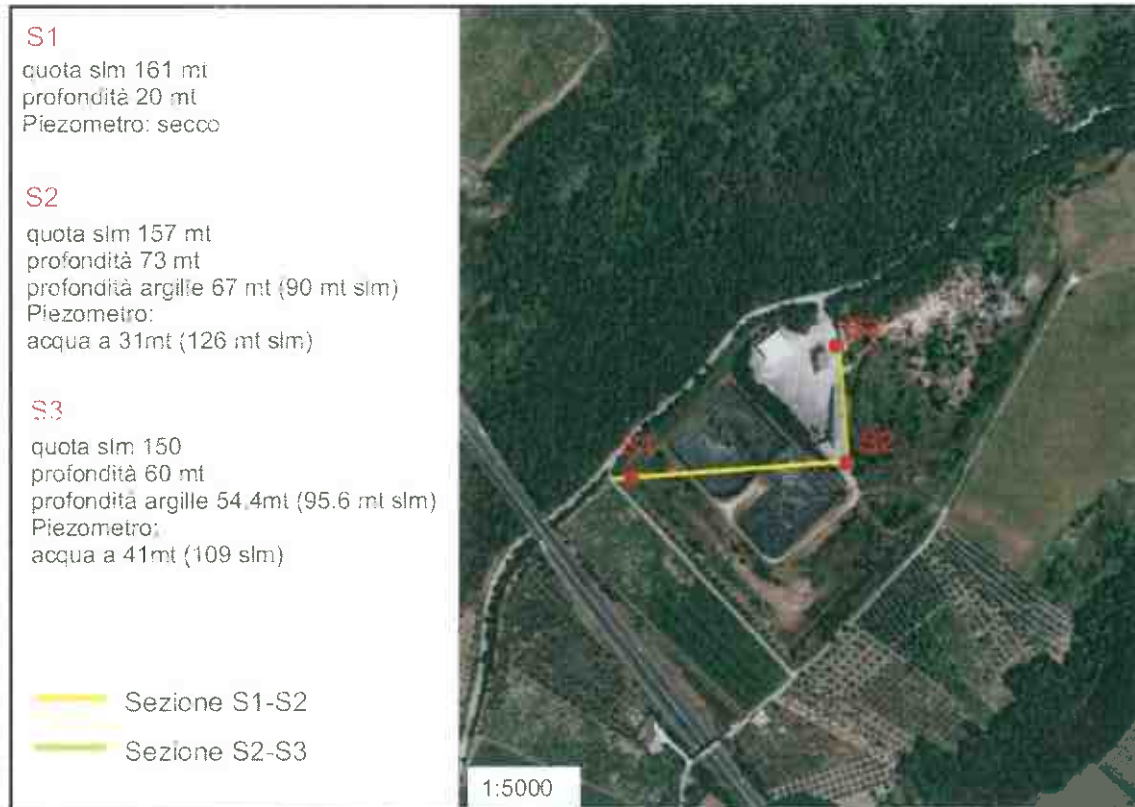 S1
quota slm 161 mt
profondità 20 mt
Piezometro: secco
S2
quota slm 157 mt
profondità 73 mt
profondità argille 67 mt (90 mt slm)
Piezometro:
acqua a 31mt (126 mt slm)
S3
quota slm 150
profondità 60 mt
profondità argille 54.4mt (95.6 mt slm)
Piezometro:
acqua a 41mt (109 slm)
Sezione S1-S2
Sezione S2-S3
S3
S1
S2
1:5000